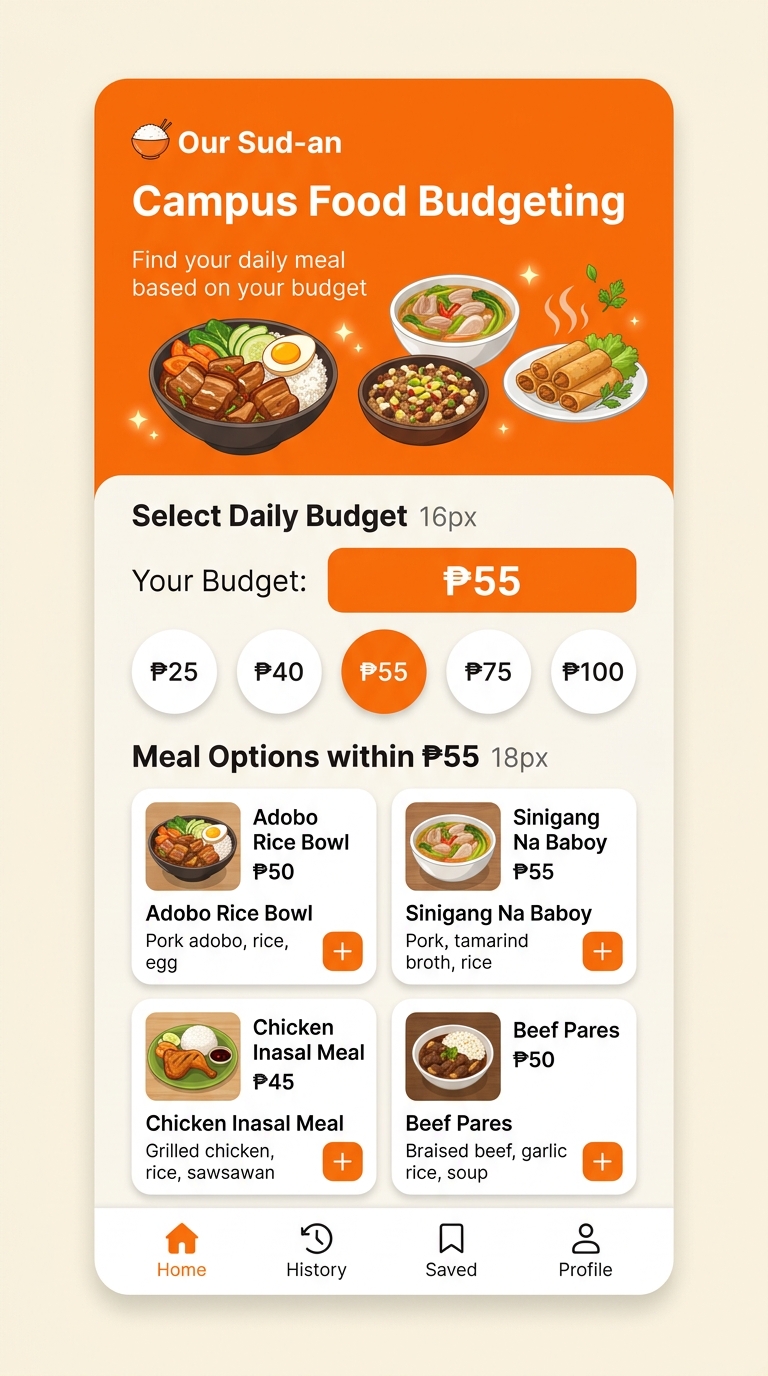 Our Sud-an
Campus Food Budgeting
Find your daily meal
based on your budget
Select Daily Budget 16px
Your Budget: ₱55
₱25 ₱40 ₱55 ₱75 ₱100
Meal Options within ₱55 18px
Adobo
Rice Bowl
₱50
Adobo Rice Bowl
Pork adobo, rice,
egg
Sinigang
Na Baboy
₱55
Sinigang Na Baboy
Pork, tamarind
broth, rice
Chicken
Inasal Meal
₱45
Chicken Inasal Meal
Grilled chicken,
rice, sawsawan
Beef Pares
₱50
Beef Pares
Braised beef, garlic
rice, soup
Home History Saved Profile